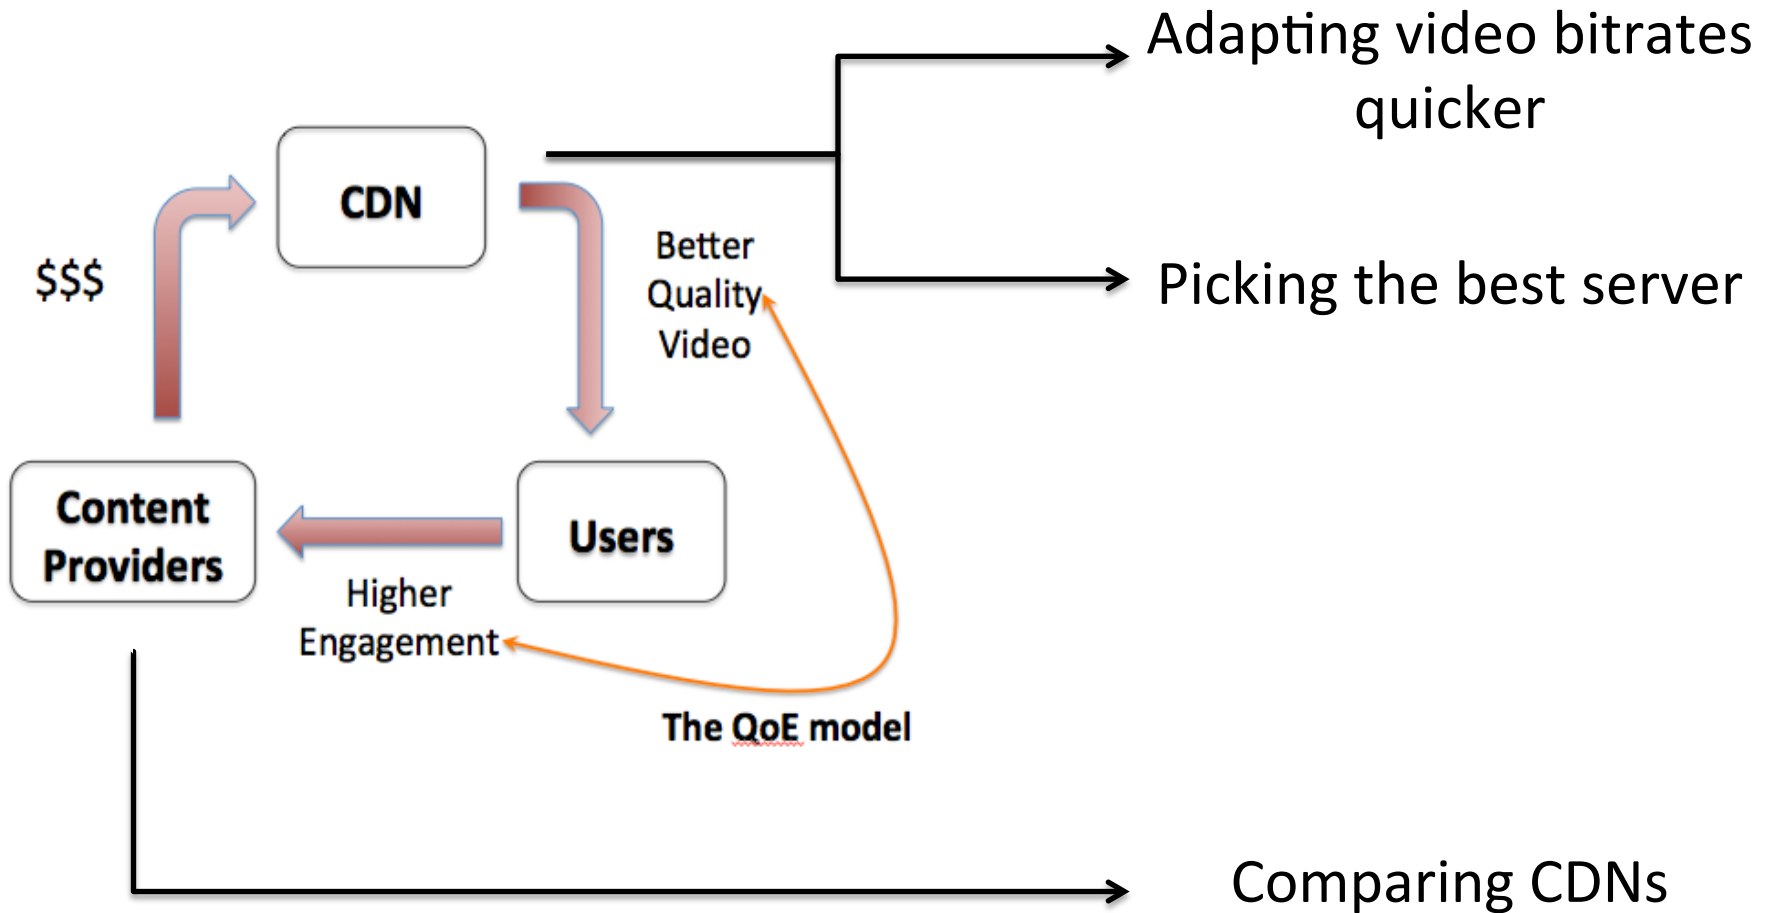 Adapting video bitrates
quicker
CDN
Better
Quality
Video
$$$
Picking the best server
Content
Providers
Users
Higher
Engagement
The QoE model
Comparing CDNs